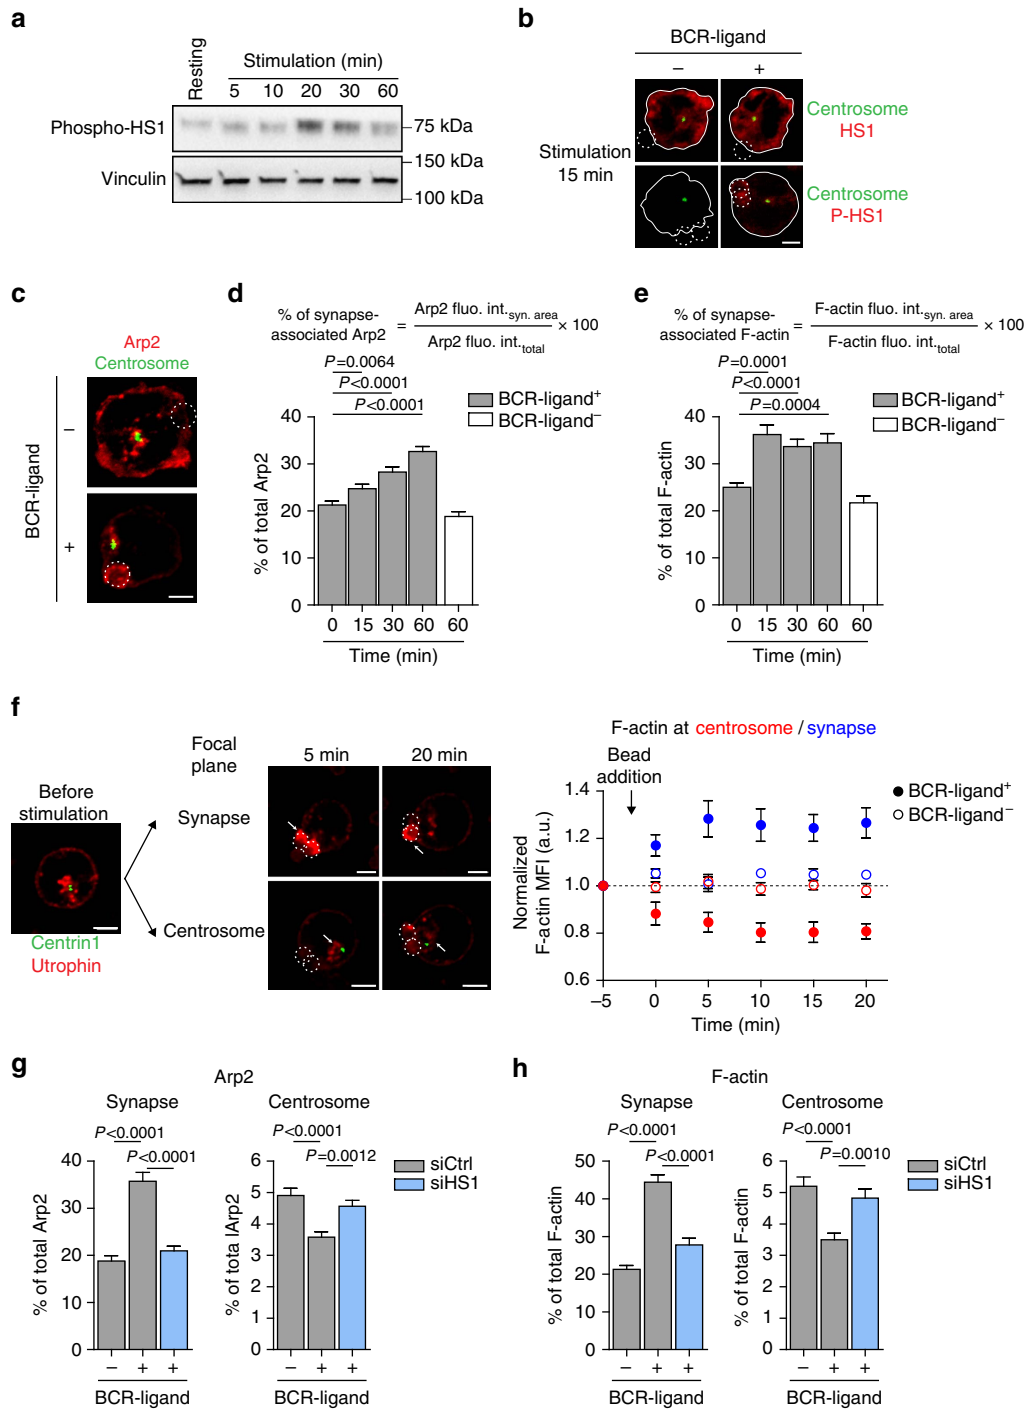 a
Resting
Stimulation (min)
5 10 20 30 60
Phospho-HS1
75 kDa
150 kDa
Vinculin
100 kDa
b
BCR-ligand
– +
Stimulation
15 min
Centrosome
HS1
Centrosome
P-HS1
c
Arp2
Centrosome
BCR-ligand
–
+
d
% of synapse-
associated Arp2
= Arp2 fluo. int.syn. area
Arp2 fluo. int.total
× 100
P=0.0064
P<0.0001
P<0.0001
BCR-ligand+
BCR-ligand–
% of total Arp2
40
30
20
10
0
0 15 30 60 60
Time (min)
e
% of synapse-
associated F-actin
= F-actin fluo. int.syn. area
F-actin fluo. int.total
× 100
P=0.0001
P<0.0001
P=0.0004
BCR-ligand+
BCR-ligand–
% of total F-actin
40
30
20
10
0
0 15 30 60 60
Time (min)
f
Before
stimulation
Centrin1
Utrophin
Focal
plane
5 min 20 min
Synapse
Centrosome
F-actin at centrosome / synapse
Bead
addition
BCR-ligand+
BCR-ligand–
Normalized
F-actin MFI (a.u.)
1.4
1.2
1.0
0.8
0.6
–5 0 5 10 15 20
Time (min)
g
Arp2
Synapse
P<0.0001
P<0.0001
% of total Arp2
40
30
20
10
0
– + +
BCR-ligand
Centrosome
P<0.0001
P=0.0012
% of tota lArp2
6
5
4
3
2
1
0
– + +
BCR-ligand
siCtrl
siHS1
h
F-actin
Synapse
P<0.0001
P<0.0001
% of total F-actin
50
40
30
20
10
0
– + +
BCR-ligand
Centrosome
P<0.0001
P=0.0010
% of total F-actin
6
5
4
3
2
1
0
– + +
BCR-ligand
siCtrl
siHS1